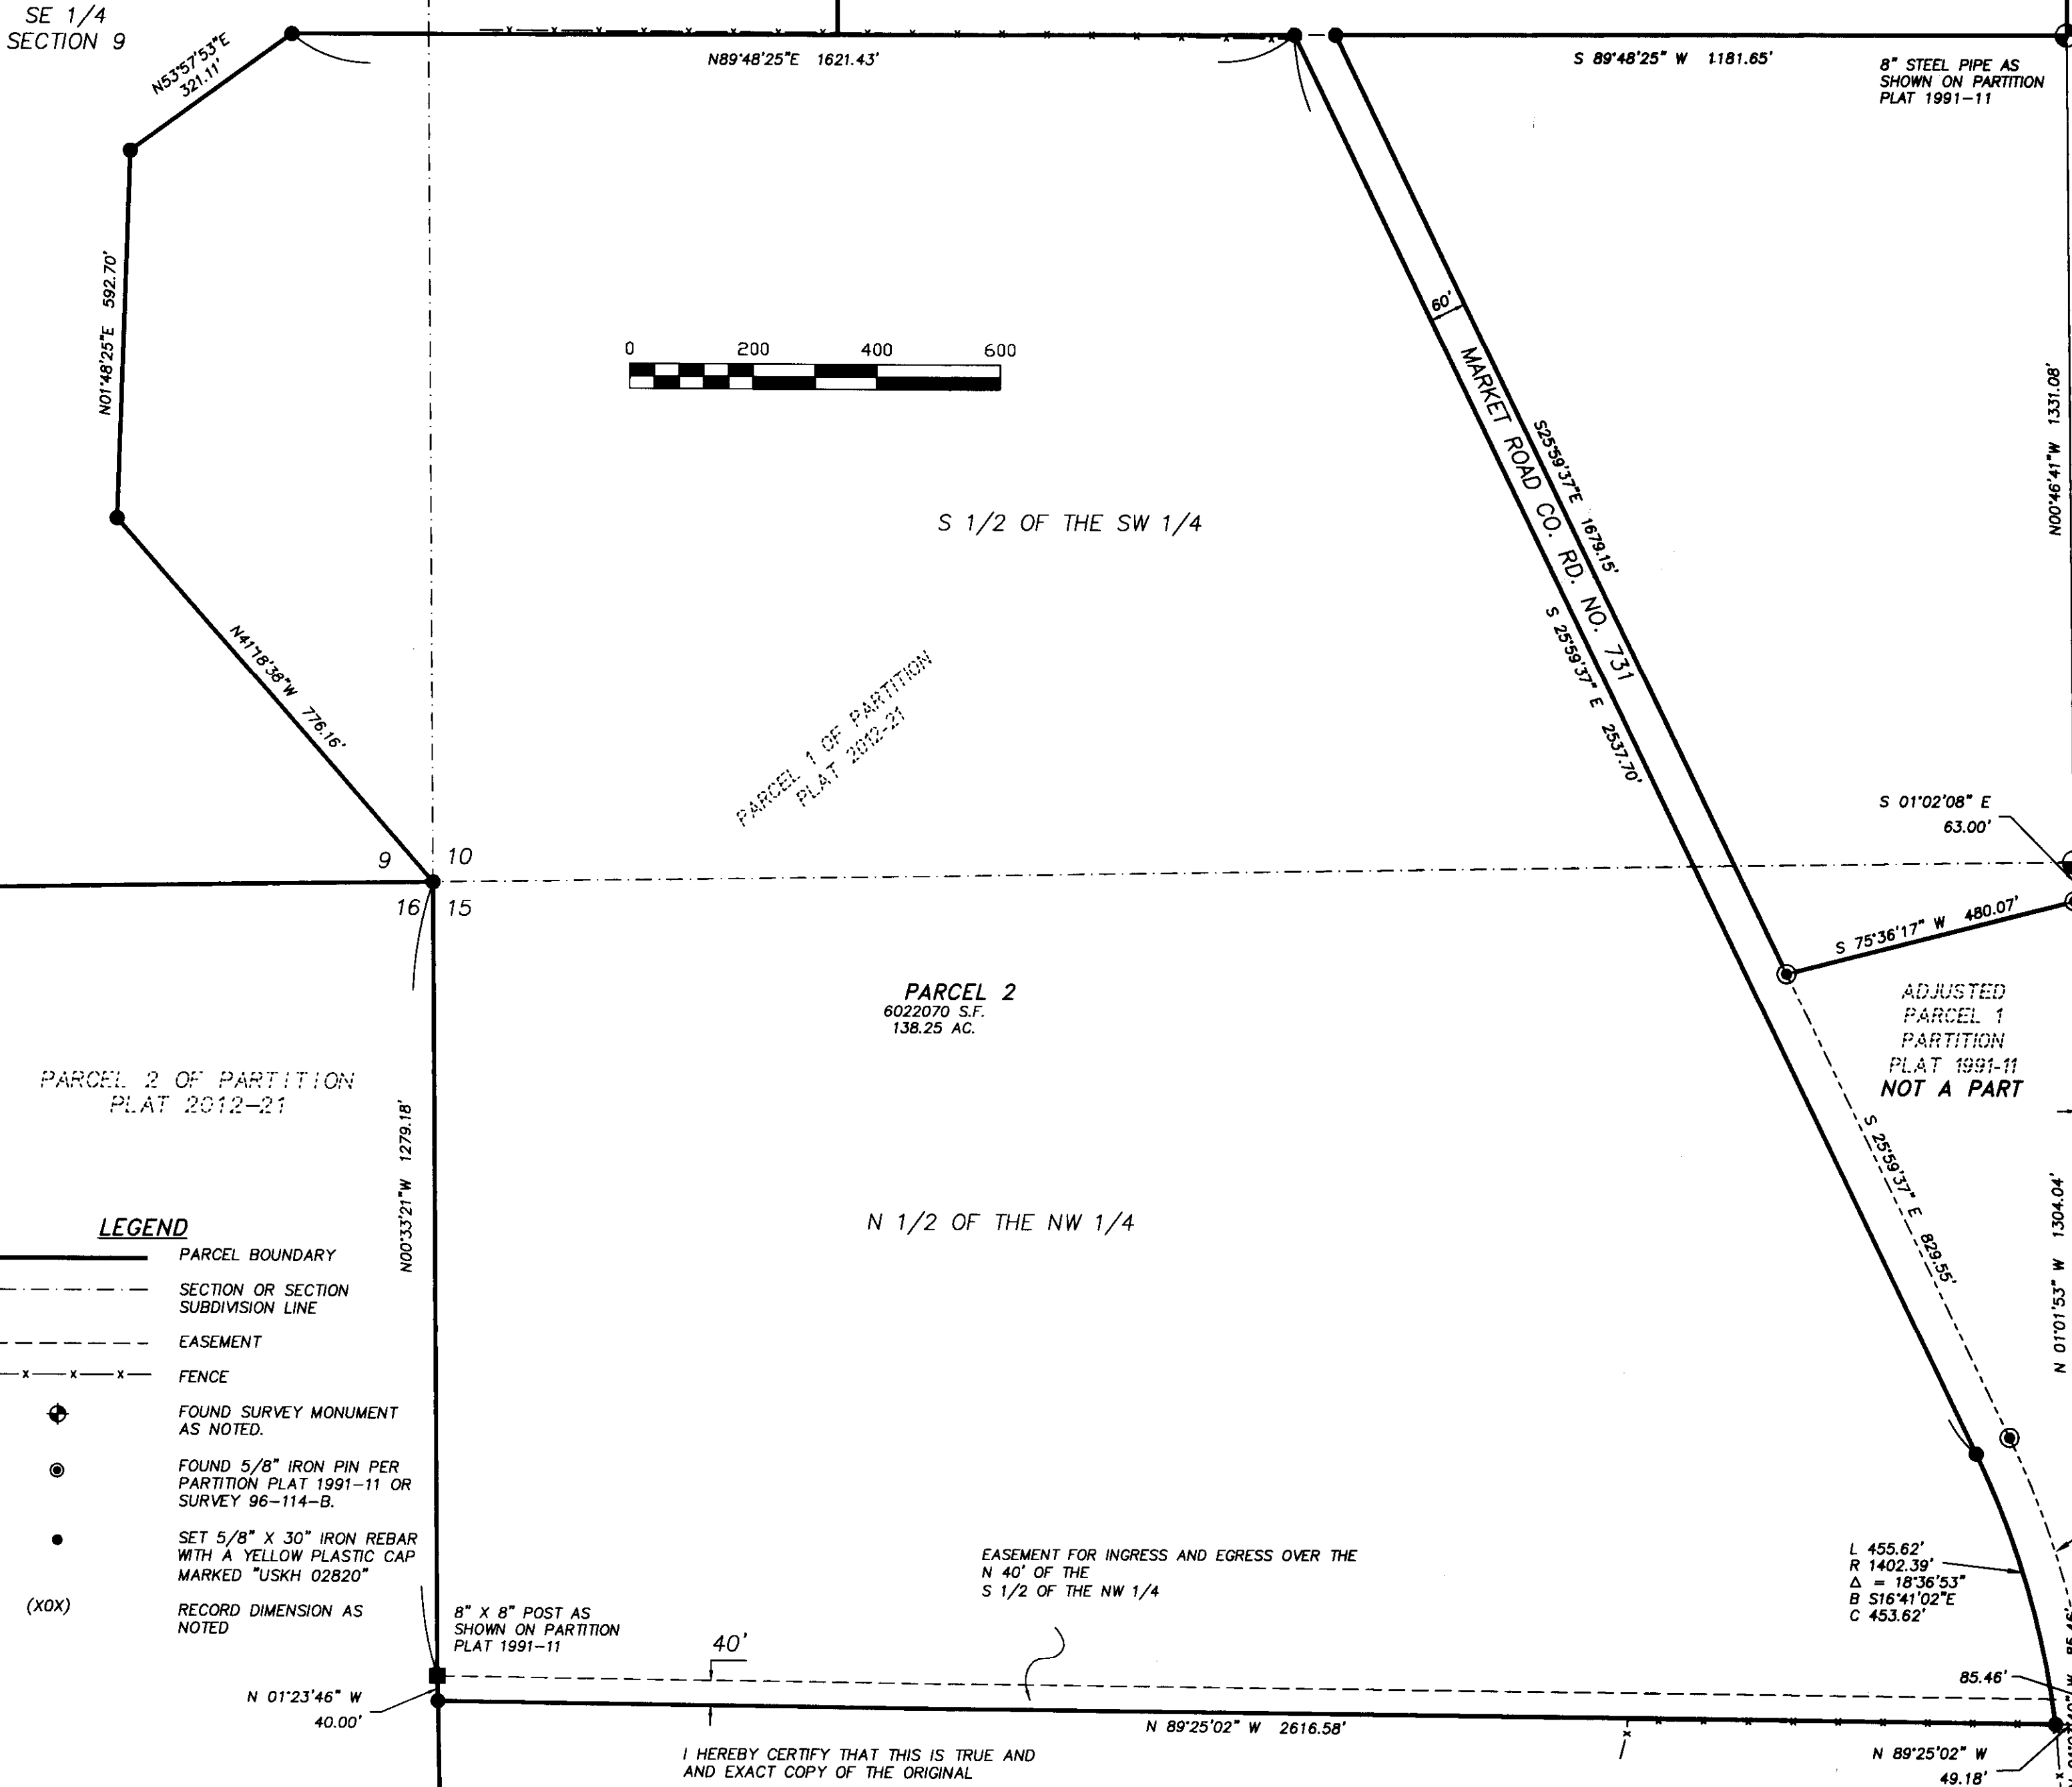 SE 1/4
SECTION 9
N53°57'53"E
321.11'
N89°48'25"E 1621.43'
S 89°48'25" W 1181.65'
8" STEEL PIPE AS
SHOWN ON PARTITION
PLAT 1991-11
N01°48'25"E 592.70'
0 200 400 600
60'
MARKET ROAD CO. RD. NO. 731
S25°59'37"E 1679.15'
N00°46'41"W 1331.08'
S 1/2 OF THE SW 1/4
S 25°59'37" E 2537.70'
N41°18'38"W 776.16'
PARCEL 1 OF PARTITION
PLAT 2012-21
S 01°02'08" E
63.00'
9 10
16 15
S 75°36'17" W 480.07'
PARCEL 2
6022070 S.F.
138.25 AC.
ADJUSTED
PARCEL 1
PARTITION
PLAT 1991-11
NOT A PART
PARCEL 2 OF PARTITION
PLAT 2012-21
N00°33'21"W 1279.18'
S 25°59'37" E 829.55'
N 01°01'53" W 1304.04'
N 1/2 OF THE NW 1/4
LEGEND
PARCEL BOUNDARY
SECTION OR SECTION
SUBDIVISION LINE
EASEMENT
FENCE
FOUND SURVEY MONUMENT
AS NOTED.
FOUND 5/8" IRON PIN PER
PARTITION PLAT 1991-11 OR
SURVEY 96-114-B.
SET 5/8" X 30" IRON REBAR
WITH A YELLOW PLASTIC CAP
MARKED "USKH 02820"
(X0X)
RECORD DIMENSION AS
NOTED
EASEMENT FOR INGRESS AND EGRESS OVER THE
N 40' OF THE
S 1/2 OF THE NW 1/4
L 455.62'
R 1402.39'
Δ = 18°36'53"
B S16°41'02"E
C 453.62'
8" X 8" POST AS
SHOWN ON PARTITION
PLAT 1991-11
40'
N 01°23'46" W
40.00'
85.46'
W 85.46'
N 89°25'02" W 2616.58'
N 89°25'02" W
49.18'
I HEREBY CERTIFY THAT THIS IS TRUE AND
AND EXACT COPY OF THE ORIGINAL